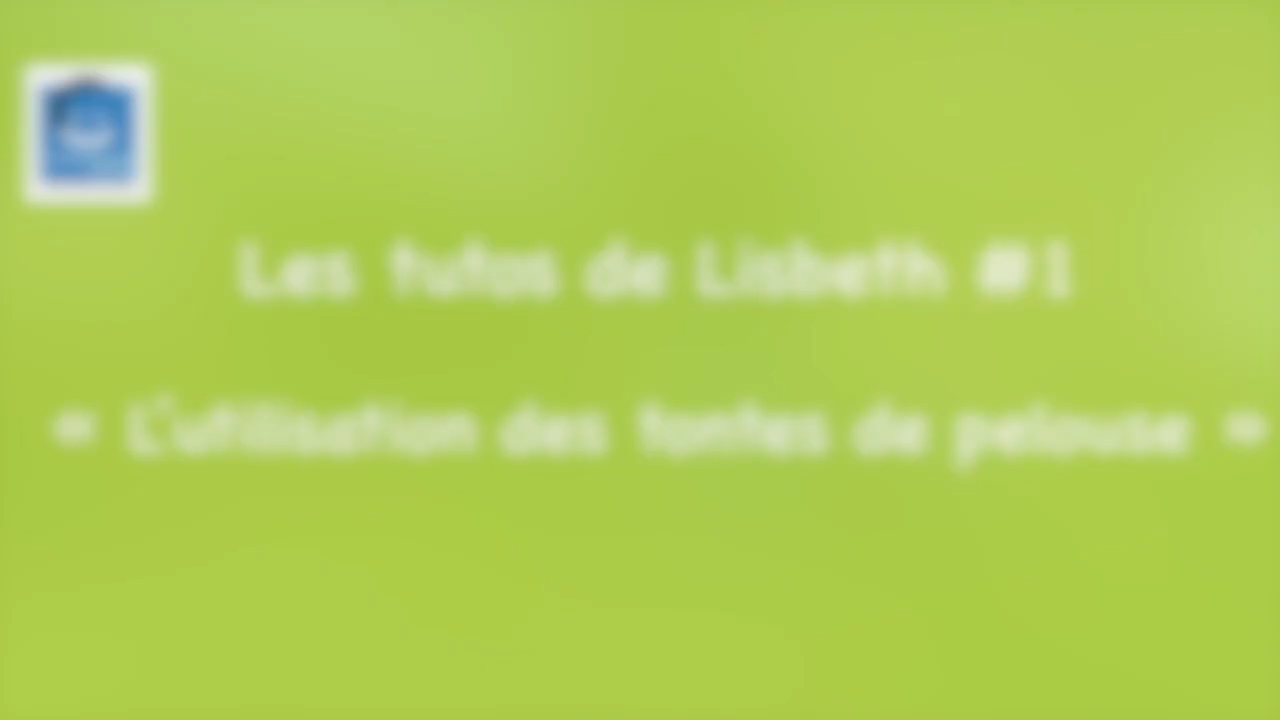 Les tutos de Lisbeth #1
« L'utilisation des tontes de pelouse »